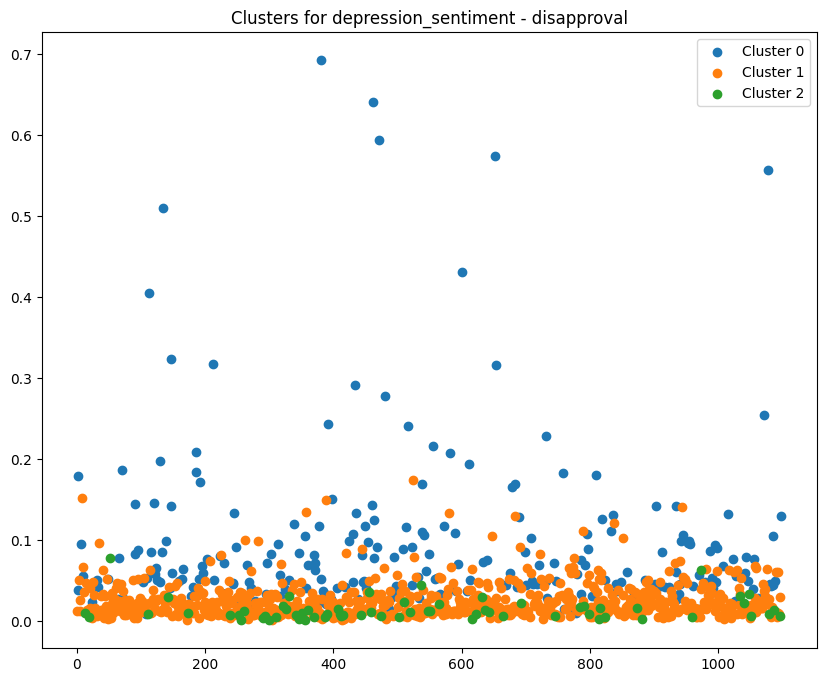 Clusters for depression_sentiment - disapproval
Cluster 0
Cluster 1
Cluster 2
0.7
0.6
0.5
0.4
0.3
0.2
0.1
0.0
0 200 400 600 800 1000